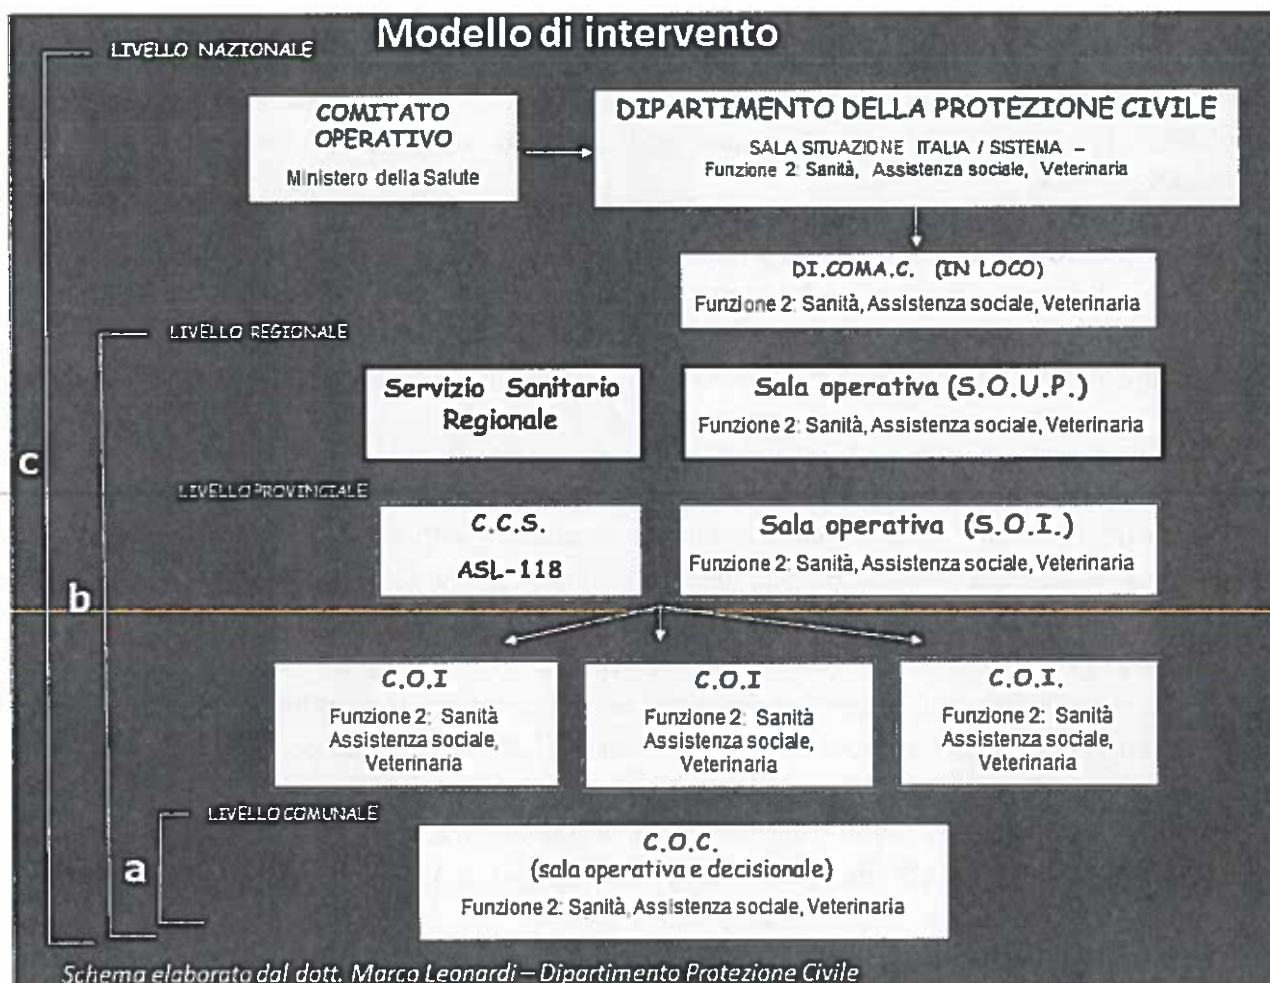 Modello di intervento
LIVELLO NAZIONALE
COMITATO
OPERATIVO
Ministero della Salute
DIPARTIMENTO DELLA PROTEZIONE CIVILE
SALA SITUAZIONE ITALIA / SISTEMA –
Funzione 2: Sanità, Assistenza sociale, Veterinaria
DI.COMA.C. (IN LOCO)
Funzione 2: Sanità, Assistenza sociale, Veterinaria
LIVELLO REGIONALE
Servizio Sanitario
Regionale
Sala operativa (S.O.U.P.)
Funzione 2: Sanità, Assistenza sociale, Veterinaria
c
LIVELLO PROVINCIALE
C.C.S.
ASL-118
Sala operativa (S.O.I.)
Funzione 2: Sanità, Assistenza sociale, Veterinaria
b
C.O.I
Funzione 2: Sanità
Assistenza sociale,
Veterinaria
C.O.I
Funzione 2: Sanità
Assistenza sociale,
Veterinaria
C.O.I.
Funzione 2: Sanità
Assistenza sociale,
Veterinaria
LIVELLO COMUNALE
a
C.O.C.
(sala operativa e decisionale)
Funzione 2: Sanità, Assistenza sociale, Veterinaria
Schema elaborato dal dott. Marco Leonardi – Dipartimento Protezione Civile